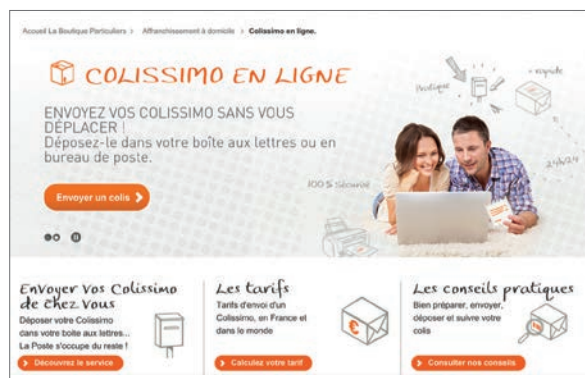 Accueil La Boutique Particuliers > Affranchissement à domicile > Colissimo en ligne.
COLISSIMO EN LIGNE
ENVOYEZ VOS COLISSIMO SANS VOUS
DÉPLACER !
Déposez-le dans votre boîte aux lettres ou en
bureau de poste.
Envoyer un colis
Pratique
+ rapide
100% Sécurisé
24h/24
Envoyer Vos Colissimo
de chez Vous
Déposer votre Colissimo
dans votre boîte aux lettres...
La Poste s'occupe du reste !
Découvrez le service
Les tarifs
Tarifs d'envoi d'un
Colissimo, en France et
dans le monde
€
Calculez votre tarif
Les conseils pratiques
Bien préparer, envoyer,
déposer et suivre votre
colis
Consulter nos conseils